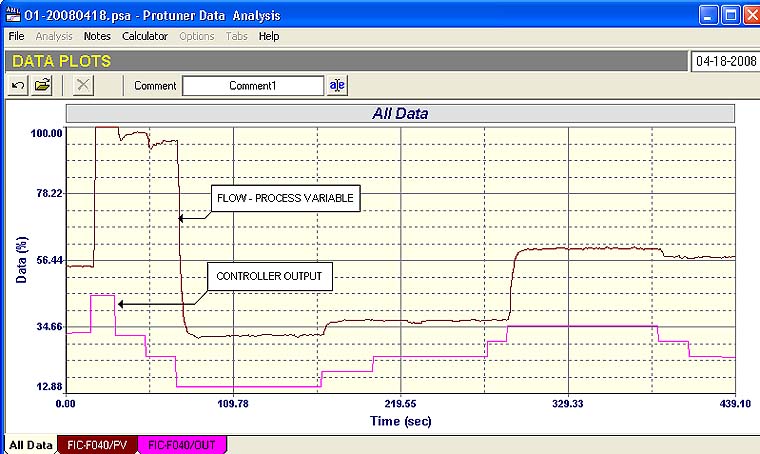 01-20080418.psa - Protuner Data Analysis
File Analysis Notes Calculator Options Tabs Help
DATA PLOTS 04-18-2008
Comment Comment1 aJe
All Data
100.00
78.22
56.44
34.66
12.88
Data (%)
FLOW - PROCESS VARIABLE
CONTROLLER OUTPUT
0.00 109.78 219.55 329.33 439.10
Time (sec)
All Data FIC-F040/PV FIC-F040/OUT